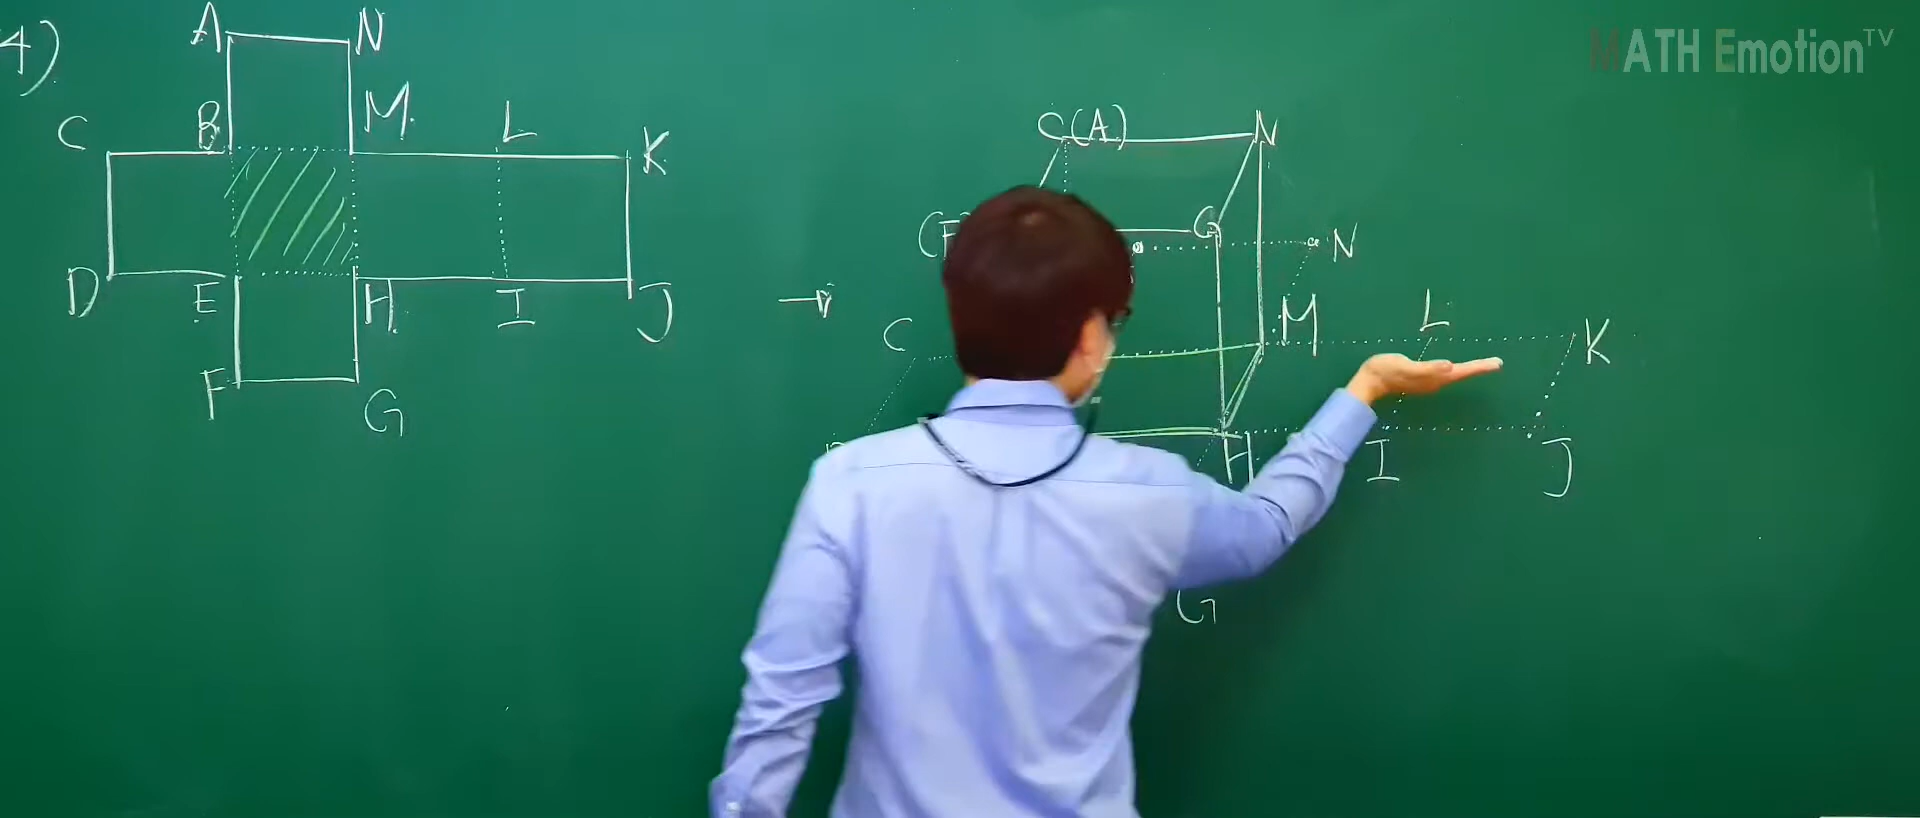 4)
A N
C B M L K
D E H I J
F G
→
C(A) N
(F) G N
C M L K
H I J
G
MATH Emotion TV